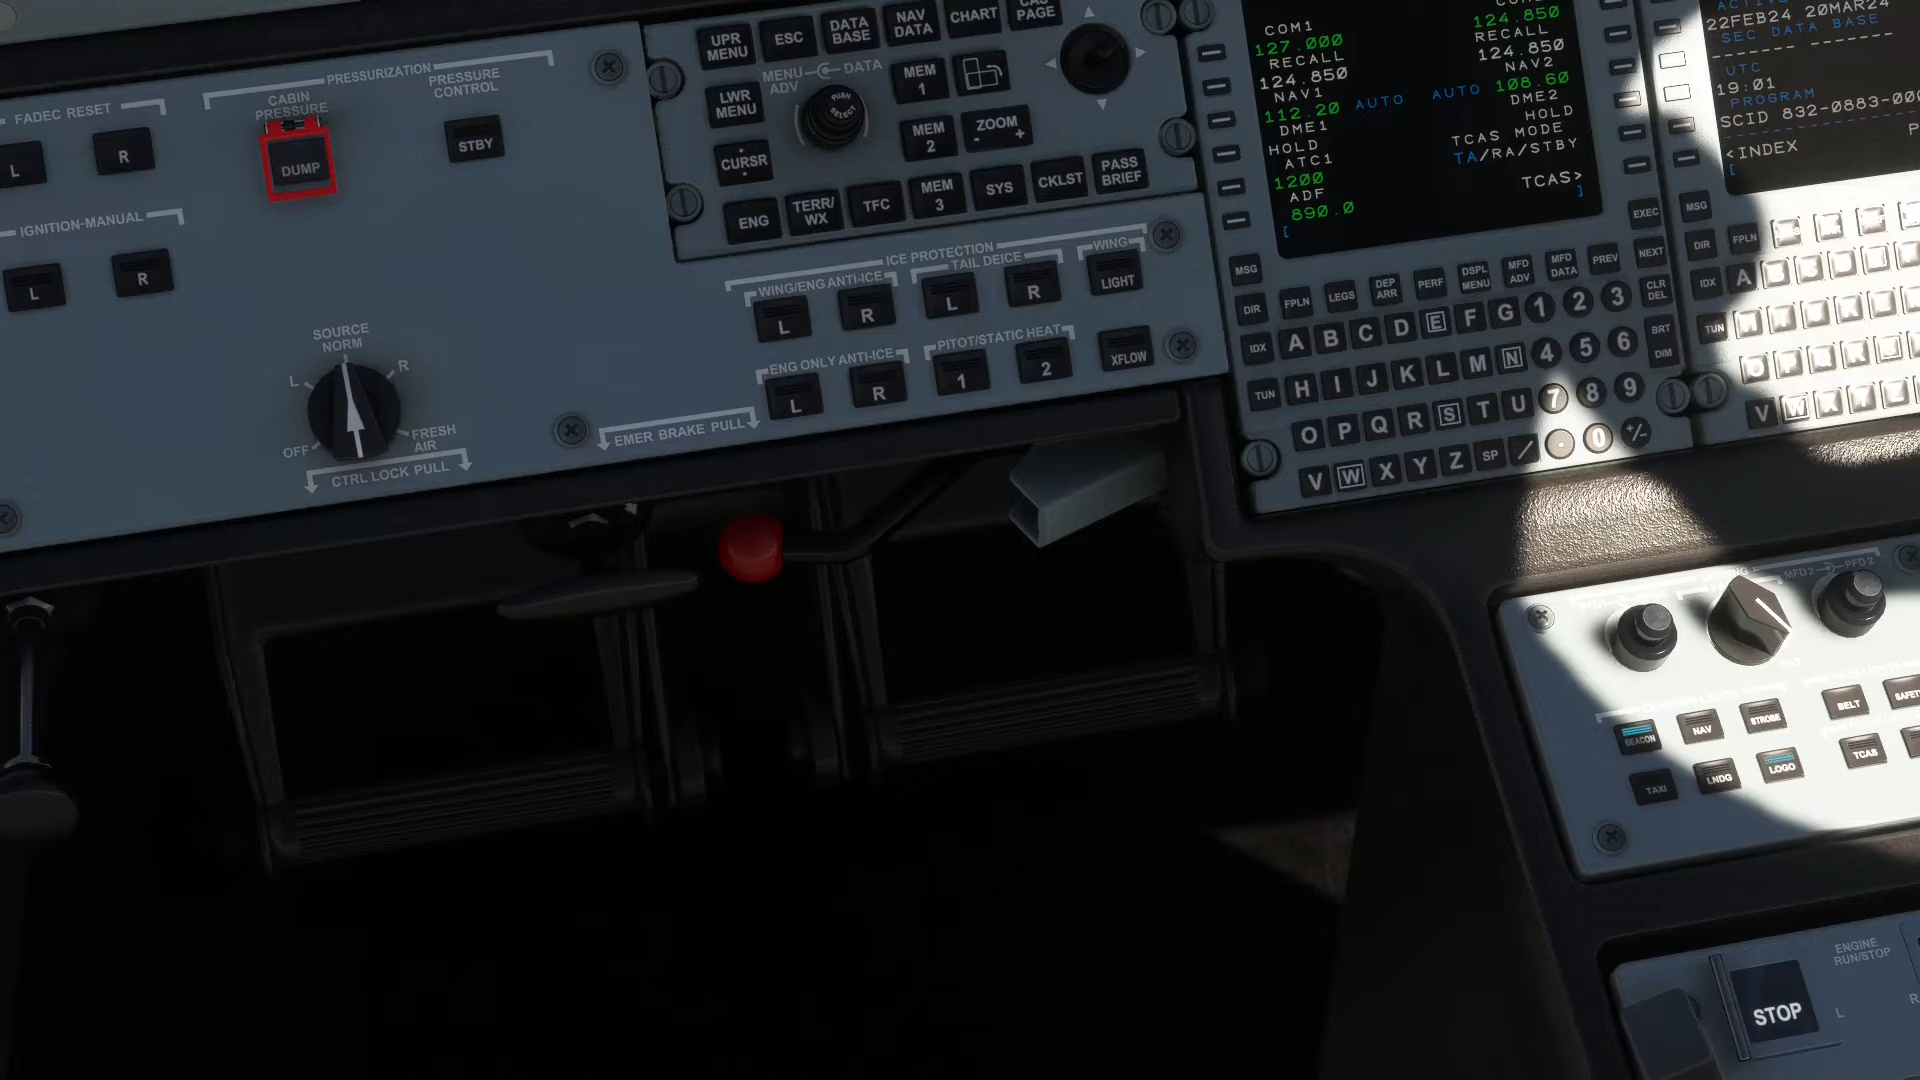 FADEC RESET
L
R
IGNITION-MANUAL
L
R
PRESSURIZATION
CABIN
PRESSURE
DUMP
PRESSURE
CONTROL
STBY
SOURCE
NORM
L
R
OFF
FRESH
AIR
CTRL LOCK PULL
EMER BRAKE PULL
UPR
MENU
ESC
DATA
BASE
NAV
DATA
CHART
CAS
PAGE
LWR
MENU
MENU
ADV
DATA
PUSH
SELECT
MEM
1
MEM
2
ZOOM
- +
CURSR
ENG
TERR/
WX
TFC
MEM
3
SYS
CKLST
PASS
BRIEF
ICE PROTECTION
WING/ENG ANTI-ICE
L
R
TAIL DEICE
L
R
WING
LIGHT
ENG ONLY ANTI-ICE
L
R
PITOT/STATIC HEAT
1
2
XFLOW
COM1
127.000
RECALL
124.850
NAV1
112.20 AUTO
DME1
HOLD
ATC1
1200
ADF
890.0
[
124.850
RECALL
124.850
NAV2
AUTO 108.60
DME2
HOLD
TCAS MODE
TA/RA/STBY
TCAS>
]
MSG
EXEC
DIR
FPLN
LEGS
DEP
ARR
PERF
DSPL
MENU
MFD
ADV
MFD
DATA
PREV
NEXT
IDX
A B C D E F G 1 2 3
CLR
DEL
H I J K L M N 4 5 6
BRT
DIM
TUN
O P Q R S T U 7 8 9
V W X Y Z SP / . 0 +/-
22FEB24 20MAR24
SEC DATA BASE
------ -------
UTC
19:01
PROGRAM
SCID 832-0883-000
<INDEX
[
MSG
DIR
FPLN
IDX
A
TUN
V W
MFD2
PFD2
BEACON
NAV
STROBE
BELT
TAXI
LNDG
LOGO
TCAS
ENGINE
RUN/STOP
STOP
L
R